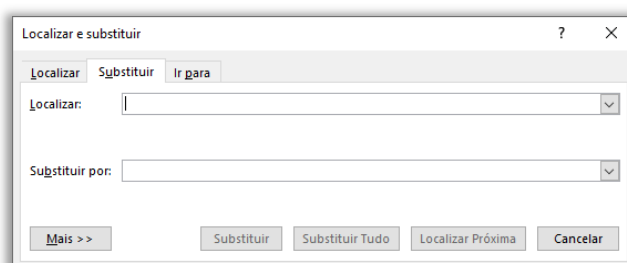 Localizar e substituir ? ×
Localizar Substituir Ir para
Localizar:
Substituir por:
Mais >> Substituir Substituir Tudo Localizar Próxima Cancelar